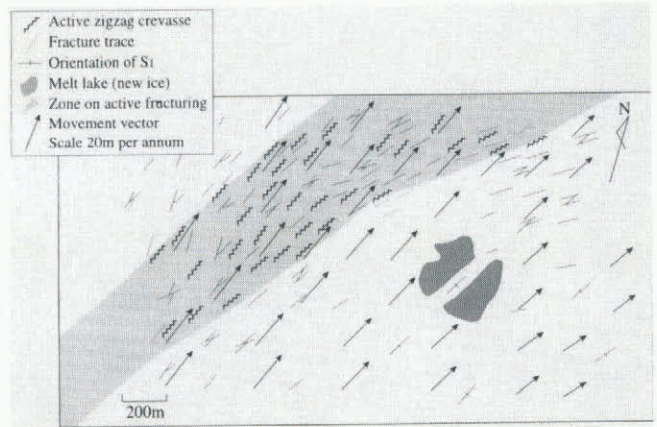 Active zigzag crevasse
Fracture trace
Orientation of S1
Melt lake (new ice)
Zone on active fracturing
Movement vector
Scale 20m per annum
N
200m